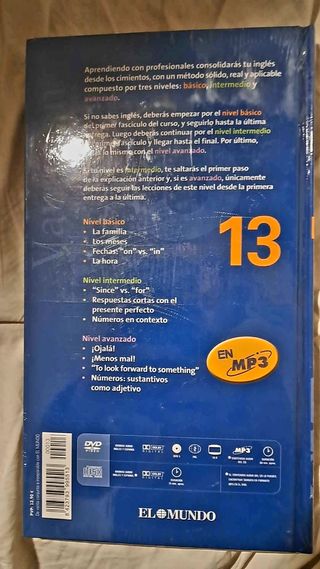 Aprendiendo con profesionales consolidarás tu inglés
desde los cimientos, con un método sólido, real y aplicable
compuesto por tres niveles: básico, intermedio y
avanzado.
Si no sabes inglés, deberás empezar por el nivel básico
del primer fascículo del curso, y seguirlo hasta la última
entrega. Luego deberás continuar por el nivel intermedio
fascículo y llegar hasta el final. Por último,
lo mismo con el nivel avanzado.
Si tu nivel es intermedio, te saltarás el primer paso
de la explicación anterior y, si es avanzado, únicamente
deberás seguir las lecciones de este nivel desde la primera
entrega a la última.
Nivel básico
• La familia
• Los meses
• Fechas: "on" vs. "in"
• La hora
13
Nivel intermedio
• "Since" vs. "for"
• Respuestas cortas con el
presente perfecto
• Números en contexto
Nivel avanzado
• ¡Ojalá!
• ¡Menos mal!
• "To look forward to something"
• Números: sustantivos
como adjetivo
EN
MP3
DVD
VIDEO
DOLBY
DIGITAL
MP3
DURACIÓN
DURACIÓN
EL MUNDO